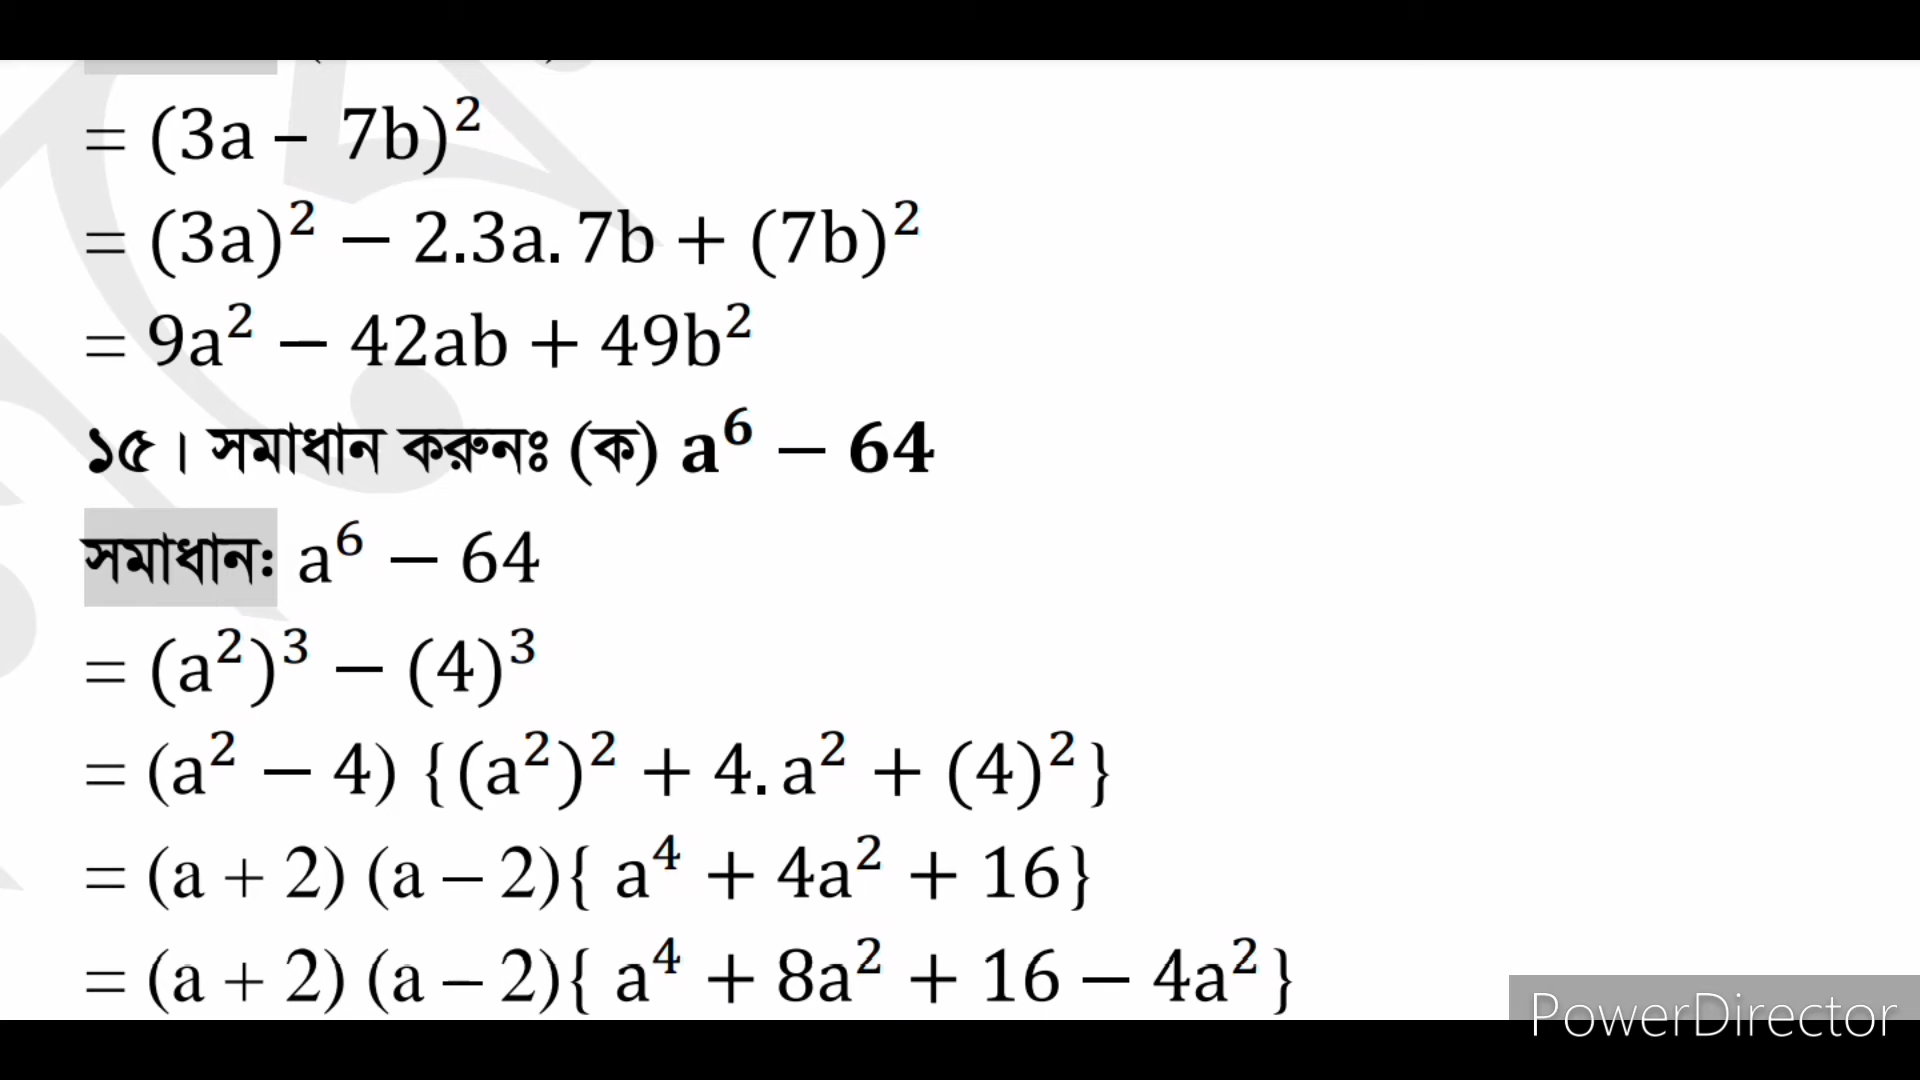 = (3a – 7b)²
= (3a)² − 2.3a. 7b + (7b)²
= 9a² − 42ab + 49b²
১৫। সমাধান করুনঃ (ক) a⁶ − 64
সমাধানঃ a⁶ − 64
= (a²)³ − (4)³
= (a² − 4) {(a²)² + 4. a² + (4)²}
= (a + 2) (a – 2){ a⁴ + 4a² + 16}
= (a + 2) (a – 2){ a⁴ + 8a² + 16 − 4a²}
PowerDirector